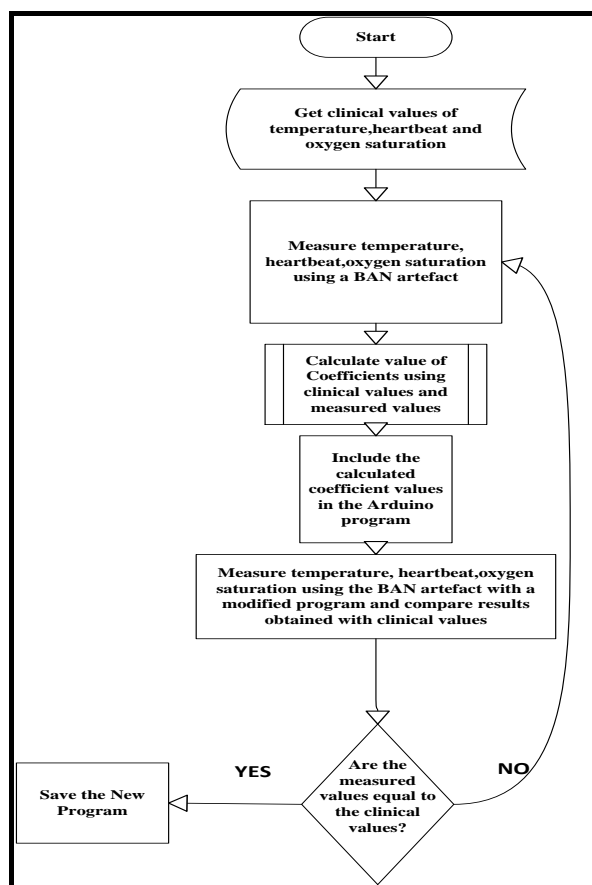 Start
Get clinical values of
temperature,heartbeat and
oxygen saturation
Measure temperature,
heartbeat,oxygen saturation
using a BAN artefact
Calculate value of
Coefficients using
clinical values and
measured values
Include the
calculated
coefficient values
in the Arduino
program
Measure temperature, heartbeat,oxygen
saturation using the BAN artefact with a
modified program and compare results
obtained with clinical values
Are the
measured
values equal to
the clinical
values?
YES
NO
Save the New
Program